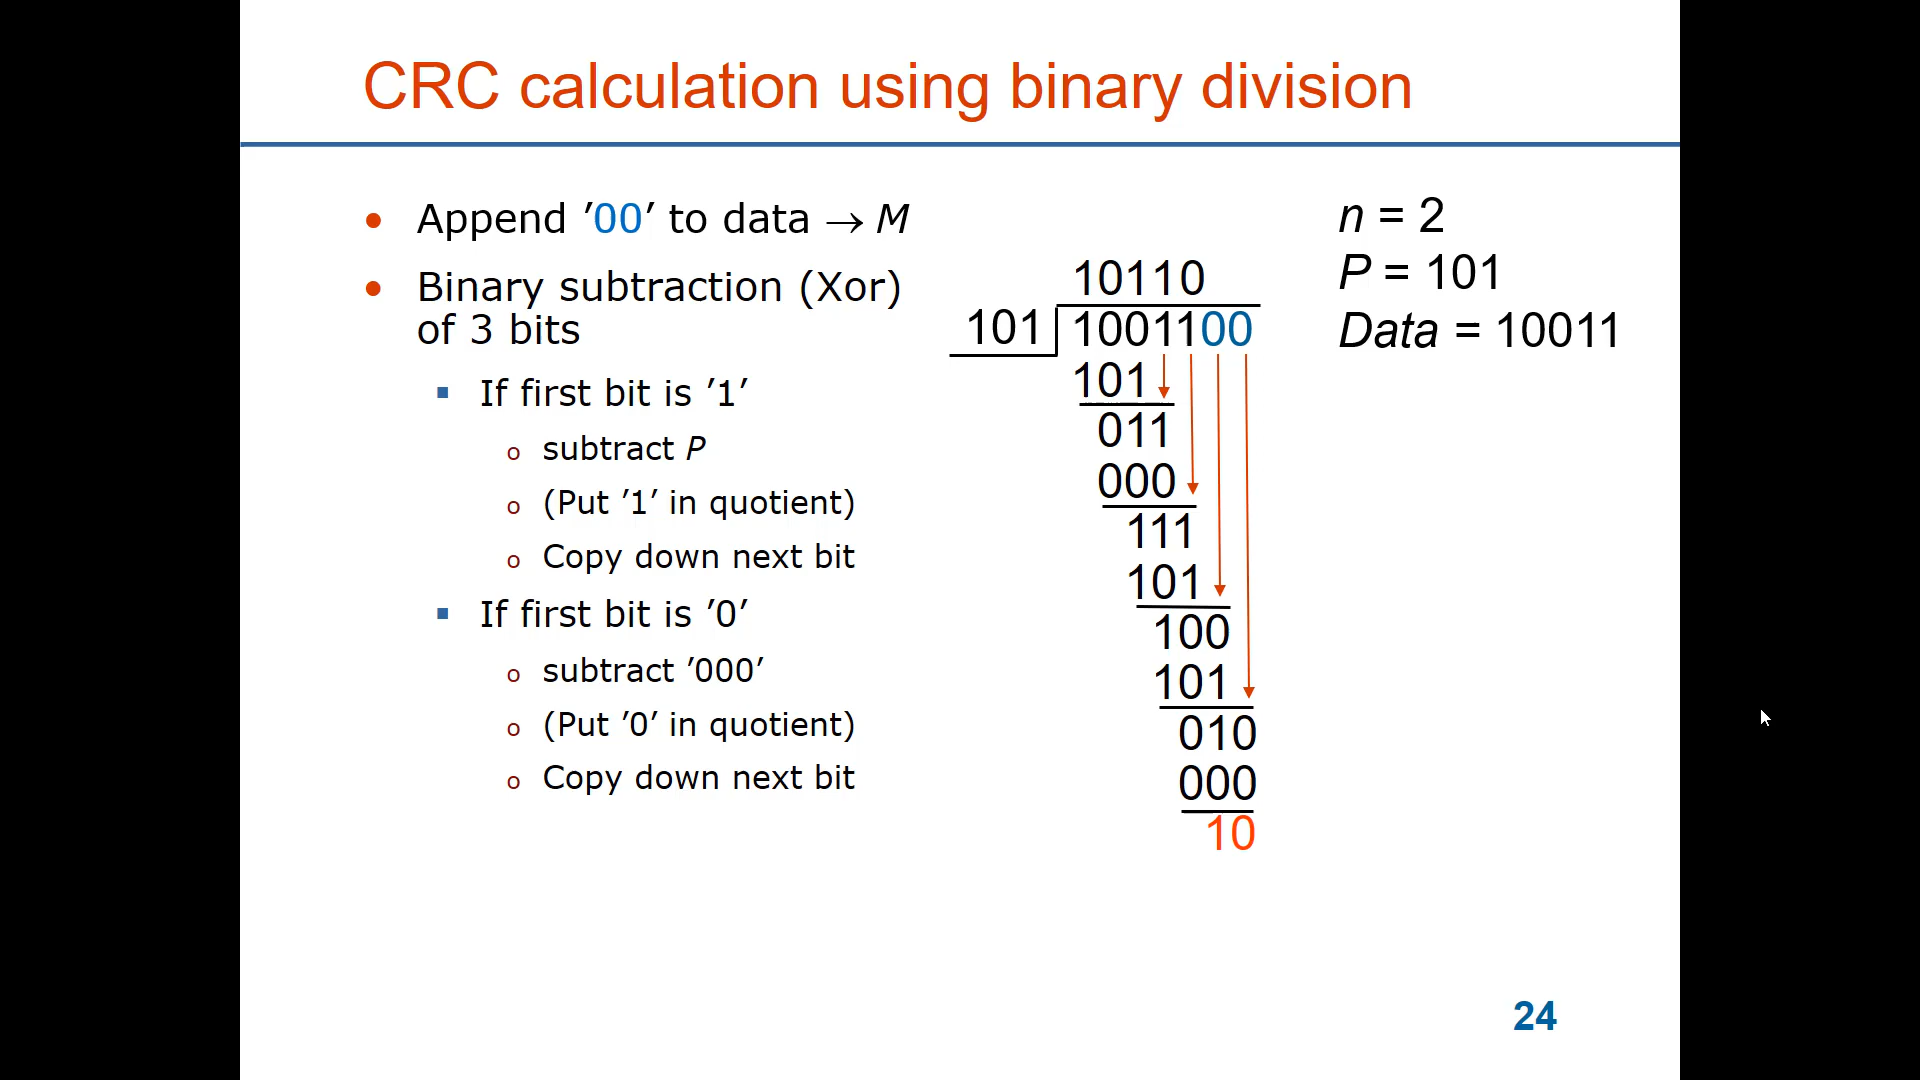 CRC calculation using binary division
• Append ’00’ to data → M
• Binary subtraction (Xor)
of 3 bits
▪ If first bit is ’1’
o subtract P
o (Put ’1’ in quotient)
o Copy down next bit
▪ If first bit is ’0’
o subtract ’000’
o (Put ’0’ in quotient)
o Copy down next bit
10110
101 1001100
101
011
000
111
101
100
101
010
000
10
n = 2
P = 101
Data = 10011
24